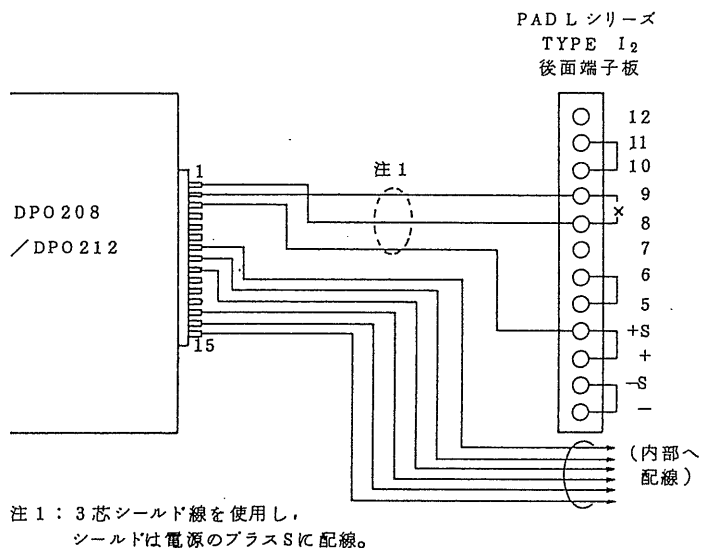 PAD L シリーズ
TYPE I₂
後面端子板
12
11
10
9
×
8
7
6
5
+S
+
-S
-
1
注1
DPO208
／DPO212
15
(内部へ
配線)
注1：3芯シールド線を使用し，
シールドは電源のプラスSに配線。